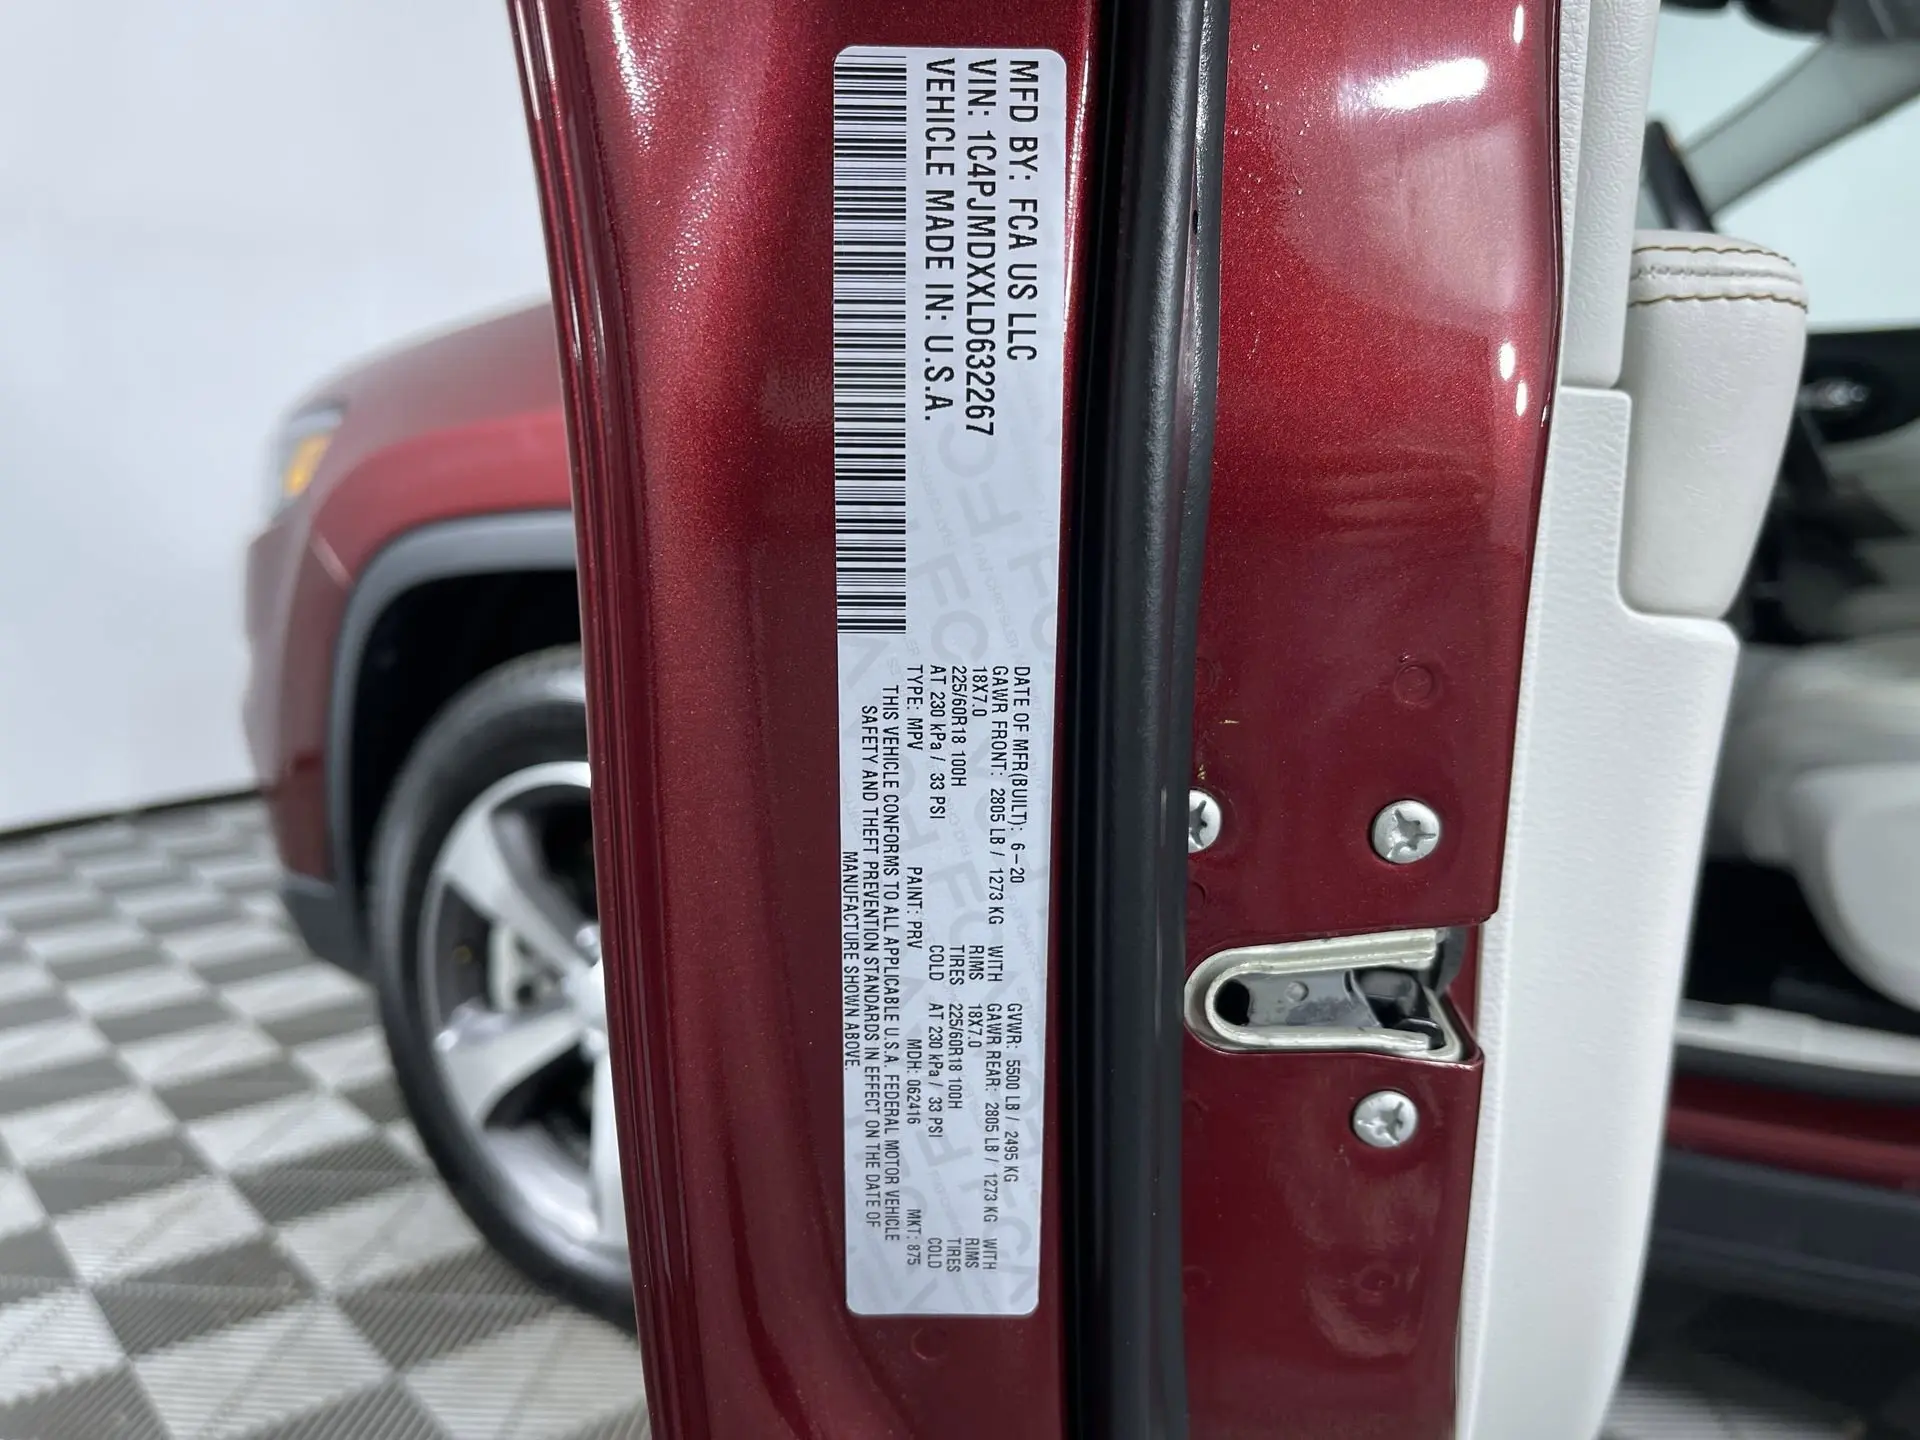 MFD BY: FCA US LLC
VIN: 1C4PJMDXXLD632267
VEHICLE MADE IN: U.S.A.
DATE OF MFR(BUILT): 6-20 GVWR: 5500 LB / 2495 KG
GAWR FRONT: 2805 LB / 1273 KG WITH GAWR REAR: 2805 LB / 1273 KG WITH
18X7.0 RIMS 18X7.0 RIMS
225/60R18 100H TIRES 225/60R18 100H TIRES
AT 230 kPa / 33 PSI COLD AT 230 kPa / 33 PSI COLD
TYPE: MPV PAINT: PRV MDH: 062416 MKT: 875
THIS VEHICLE CONFORMS TO ALL APPLICABLE U.S.A. FEDERAL MOTOR VEHICLE
SAFETY AND THEFT PREVENTION STANDARDS IN EFFECT ON THE DATE OF
MANUFACTURE SHOWN ABOVE.